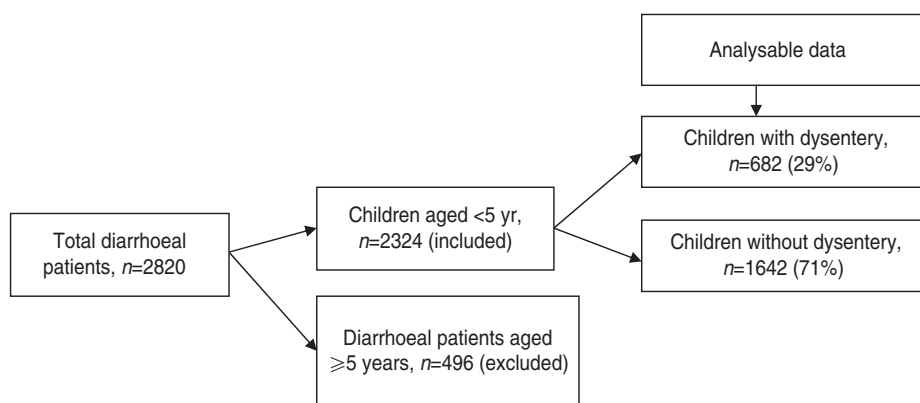 Total diarrhoeal
patients, n=2820
Children aged <5 yr,
n=2324 (included)
Diarrhoeal patients aged
⩾5 years, n=496 (excluded)
Analysable data
Children with dysentery,
n=682 (29%)
Children without dysentery,
n=1642 (71%)